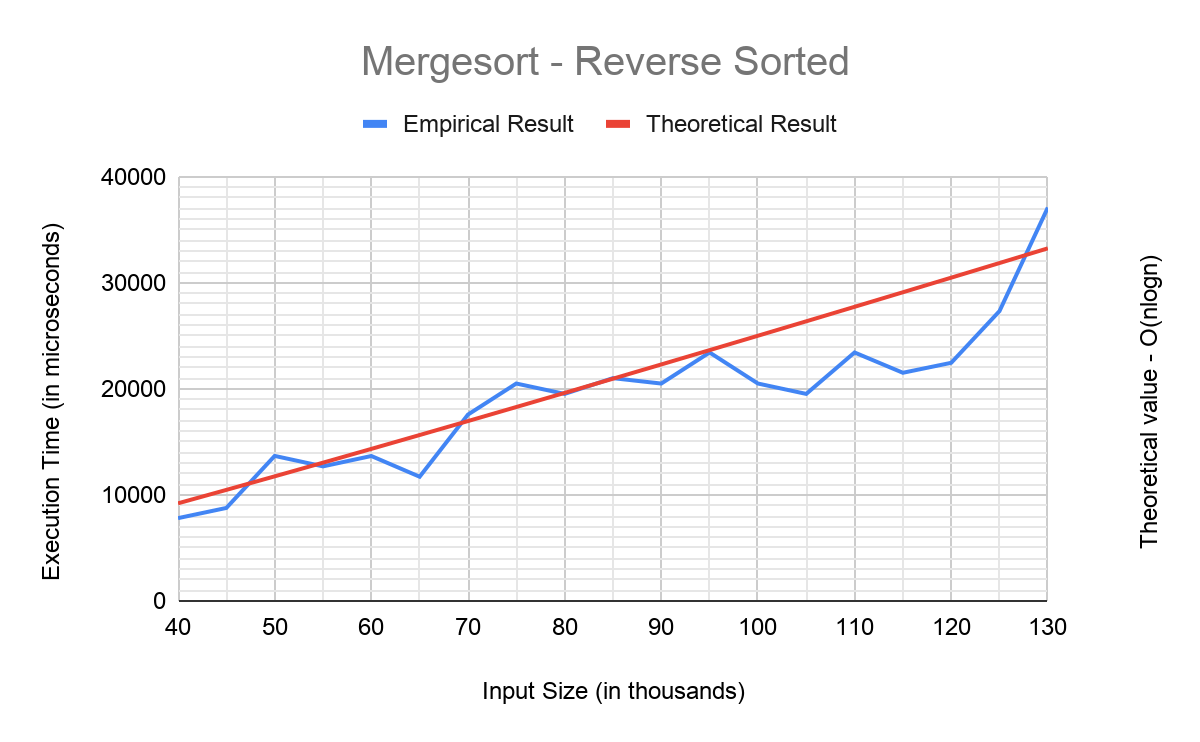 Mergesort - Reverse Sorted
Empirical Result
Theoretical Result
40000
30000
20000
10000
0
Execution Time (in microseconds)
Theoretical value - O(nlogn)
40 50 60 70 80 90 100 110 120 130
Input Size (in thousands)